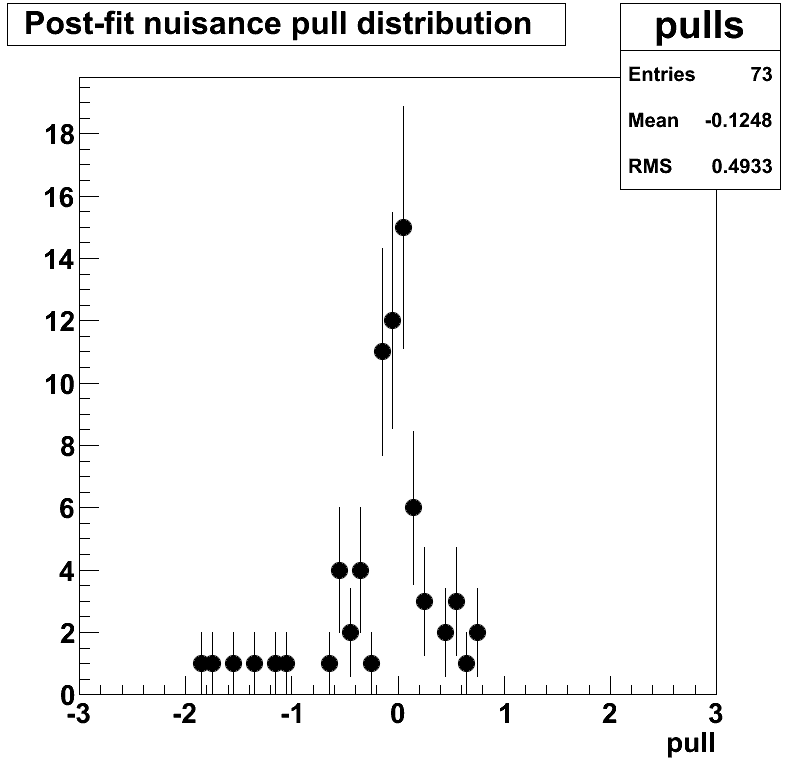 Post-fit nuisance pull distribution
pulls
Entries 73
Mean -0.1248
RMS 0.4933
18
16
14
12
10
8
6
4
2
0
-3 -2 -1 0 1 2 3
pull